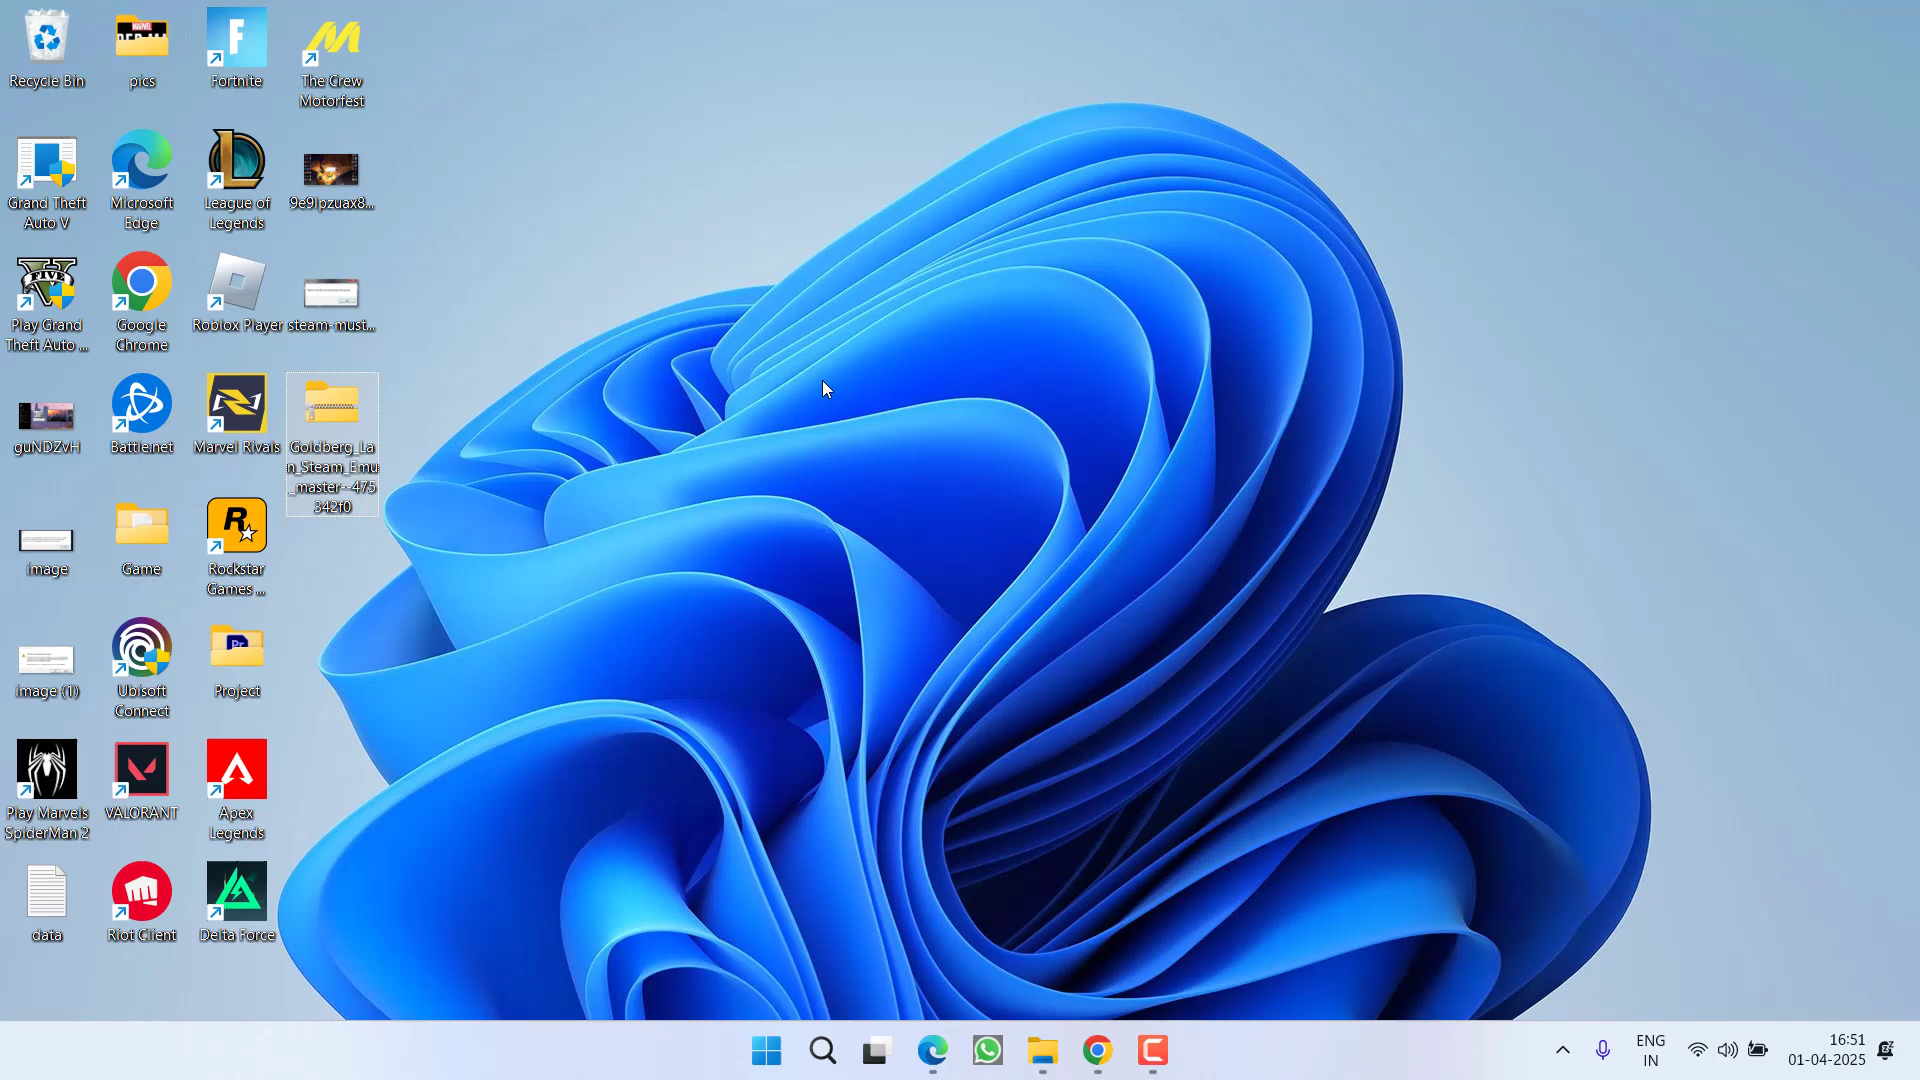 Recycle Bin
pics
Fortnite
The Crew
Motorfest
Grand Theft
Auto V
Microsoft
Edge
League of
Legends
9e9lpzuax8...
Play Grand
Theft Auto ...
Google
Chrome
Roblox Player
steam-must...
guNDZvH
Battle.net
Marvel Rivals
Goldberg_La
n_Steam_Emu
_master--475
342f0
image
Game
Rockstar
Games ...
image (1)
Ubisoft
Connect
Project
Play Marvels
SpiderMan 2
VALORANT
Apex
Legends
data
Riot Client
Delta Force
MARVEL
FIVE
Pr
ENG
IN
16:51
01-04-2025